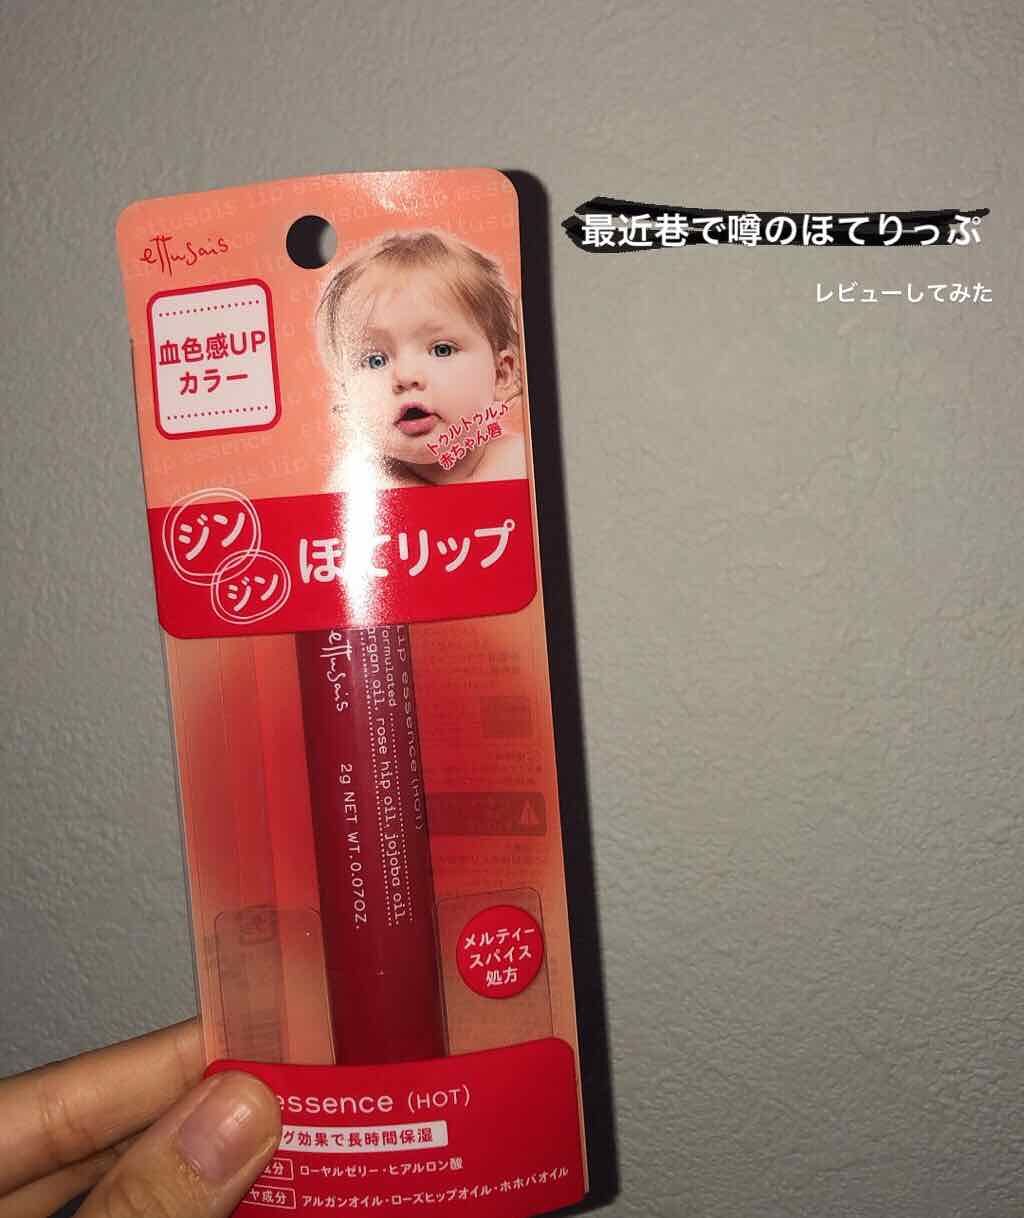 最近巷で噂のほてりっぷ
レビューしてみた
ettusais
血色感UP
カラー
トゥルトゥル♪
赤ちゃん唇
ジン
ジン
ほてリップ
lip essence (HOT)
formulated
argan oil, rose hip oil, jojoba oil.
ettusais
2g NET WT. 0.07OZ.
メルティー
スパイス
処方
essence (HOT)
グ効果で長時間保湿
成分 ローヤルゼリー・ヒアルロン酸
ヤ成分 アルガンオイル・ローズヒップオイル・ホホバオイル